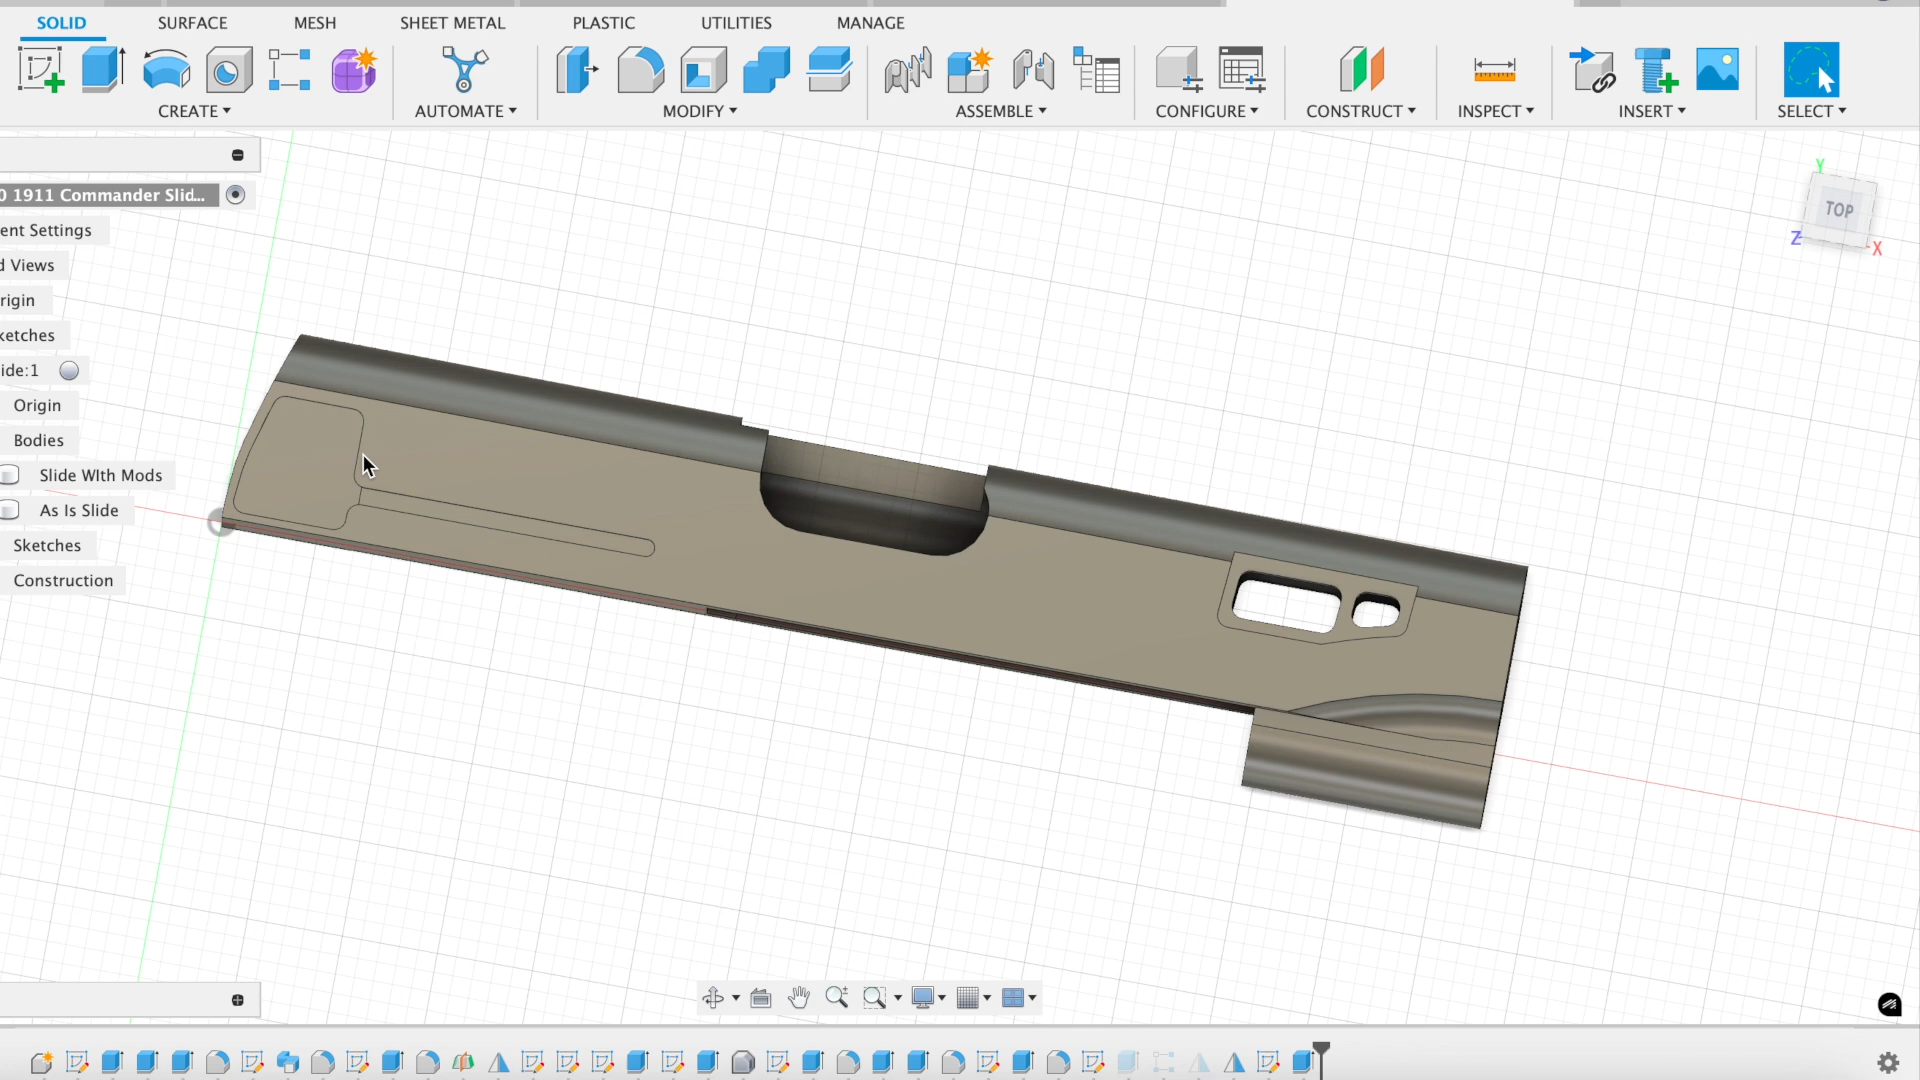 SOLID SURFACE MESH SHEET METAL PLASTIC UTILITIES MANAGE
CREATE AUTOMATE MODIFY ASSEMBLE CONFIGURE CONSTRUCT INSPECT INSERT SELECT
0 1911 Commander Slid...
ent Settings
d Views
rigin
ketches
ide:1
Origin
Bodies
Slide WIth Mods
As Is Slide
Sketches
Construction
Y
TOP
Z
X